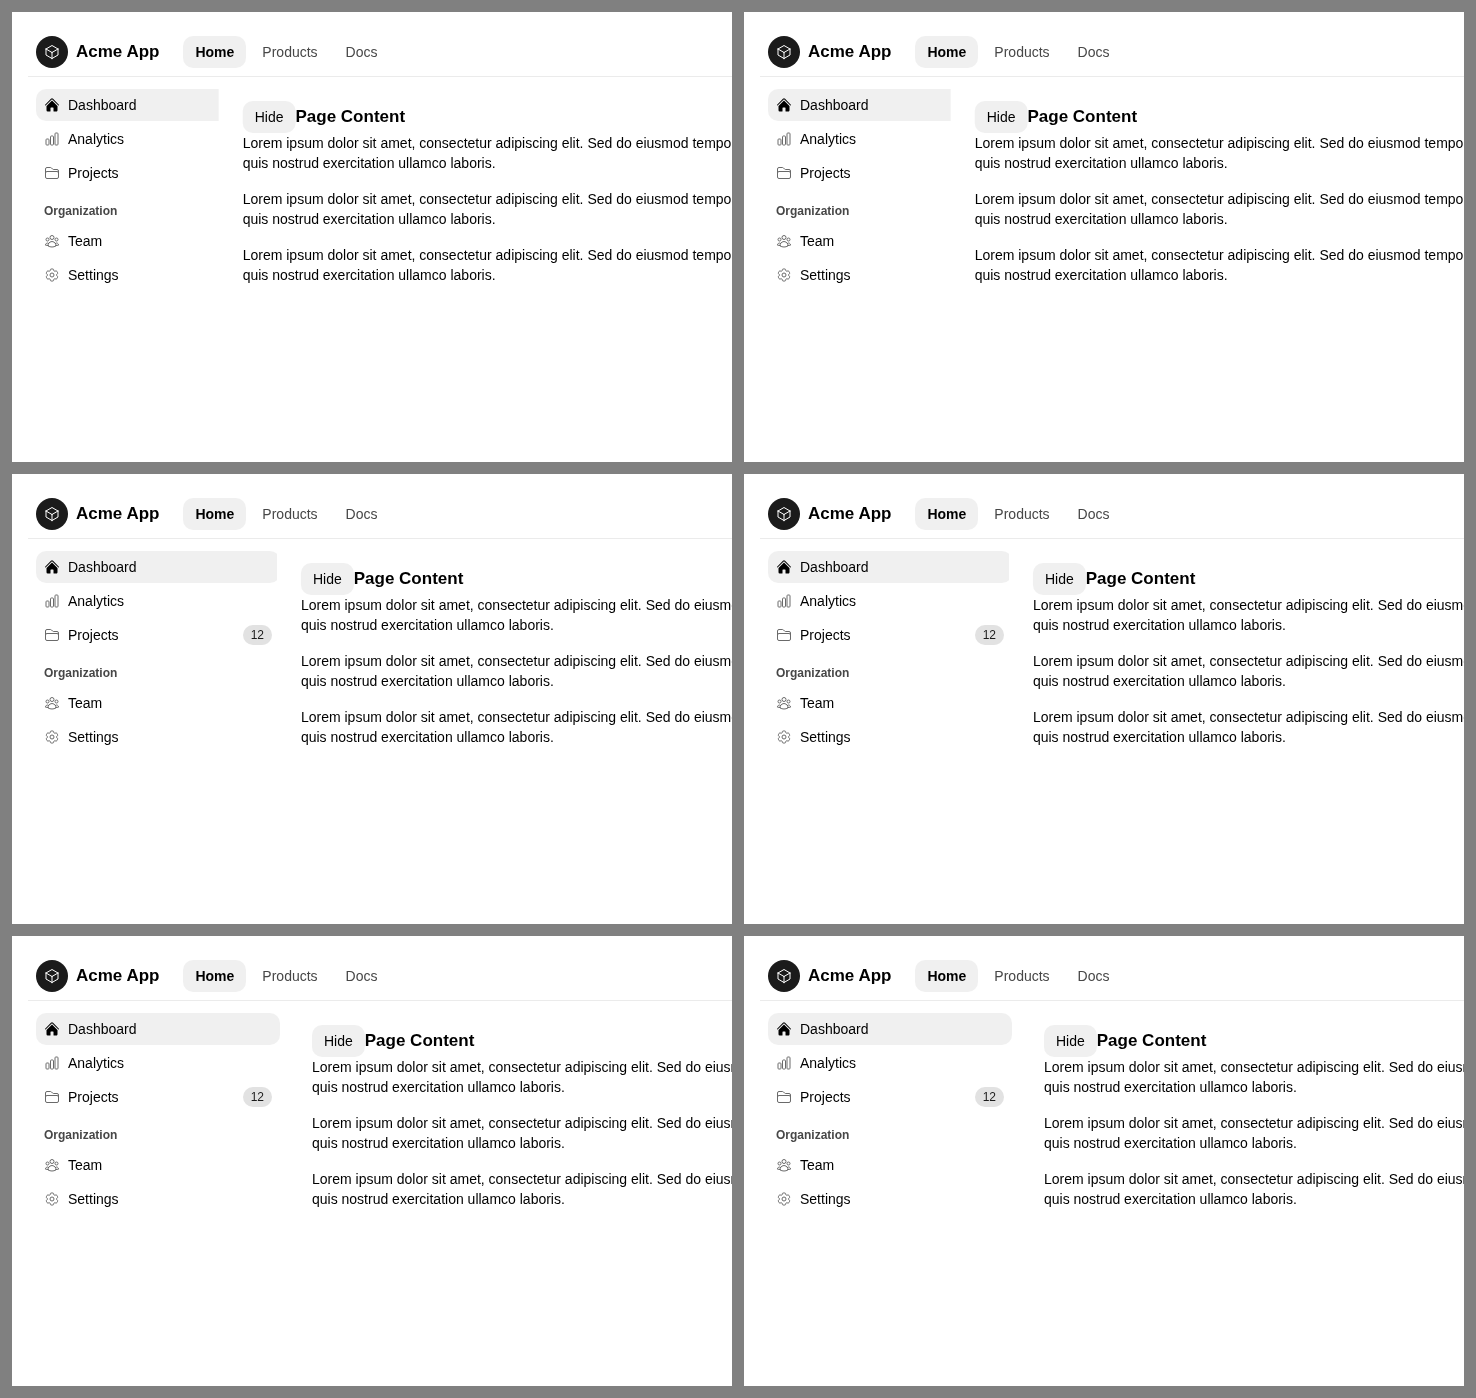 Acme App Home Products Docs
Dashboard
Hide Page Content
Analytics
Lorem ipsum dolor sit amet, consectetur adipiscing elit. Sed do eiusmod tempo
quis nostrud exercitation ullamco laboris.
Projects
Lorem ipsum dolor sit amet, consectetur adipiscing elit. Sed do eiusmod tempo
Organization
quis nostrud exercitation ullamco laboris.
Team
Lorem ipsum dolor sit amet, consectetur adipiscing elit. Sed do eiusmod tempo
Settings
quis nostrud exercitation ullamco laboris.
Acme App Home Products Docs
Dashboard
Hide Page Content
Analytics
Lorem ipsum dolor sit amet, consectetur adipiscing elit. Sed do eiusmod tempo
quis nostrud exercitation ullamco laboris.
Projects
Lorem ipsum dolor sit amet, consectetur adipiscing elit. Sed do eiusmod tempo
Organization
quis nostrud exercitation ullamco laboris.
Team
Lorem ipsum dolor sit amet, consectetur adipiscing elit. Sed do eiusmod tempo
Settings
quis nostrud exercitation ullamco laboris.
Acme App Home Products Docs
Dashboard
Hide Page Content
Analytics
Lorem ipsum dolor sit amet, consectetur adipiscing elit. Sed do eiusm
quis nostrud exercitation ullamco laboris.
Projects 12
Lorem ipsum dolor sit amet, consectetur adipiscing elit. Sed do eiusm
Organization
quis nostrud exercitation ullamco laboris.
Team
Lorem ipsum dolor sit amet, consectetur adipiscing elit. Sed do eiusm
Settings
quis nostrud exercitation ullamco laboris.
Acme App Home Products Docs
Dashboard
Hide Page Content
Analytics
Lorem ipsum dolor sit amet, consectetur adipiscing elit. Sed do eiusm
quis nostrud exercitation ullamco laboris.
Projects 12
Lorem ipsum dolor sit amet, consectetur adipiscing elit. Sed do eiusm
Organization
quis nostrud exercitation ullamco laboris.
Team
Lorem ipsum dolor sit amet, consectetur adipiscing elit. Sed do eiusm
Settings
quis nostrud exercitation ullamco laboris.
Acme App Home Products Docs
Dashboard
Hide Page Content
Analytics
Lorem ipsum dolor sit amet, consectetur adipiscing elit. Sed do eius
quis nostrud exercitation ullamco laboris.
Projects 12
Lorem ipsum dolor sit amet, consectetur adipiscing elit. Sed do eius
Organization
quis nostrud exercitation ullamco laboris.
Team
Lorem ipsum dolor sit amet, consectetur adipiscing elit. Sed do eius
Settings
quis nostrud exercitation ullamco laboris.
Acme App Home Products Docs
Dashboard
Hide Page Content
Analytics
Lorem ipsum dolor sit amet, consectetur adipiscing elit. Sed do eius
quis nostrud exercitation ullamco laboris.
Projects 12
Lorem ipsum dolor sit amet, consectetur adipiscing elit. Sed do eius
Organization
quis nostrud exercitation ullamco laboris.
Team
Lorem ipsum dolor sit amet, consectetur adipiscing elit. Sed do eius
Settings
quis nostrud exercitation ullamco laboris.